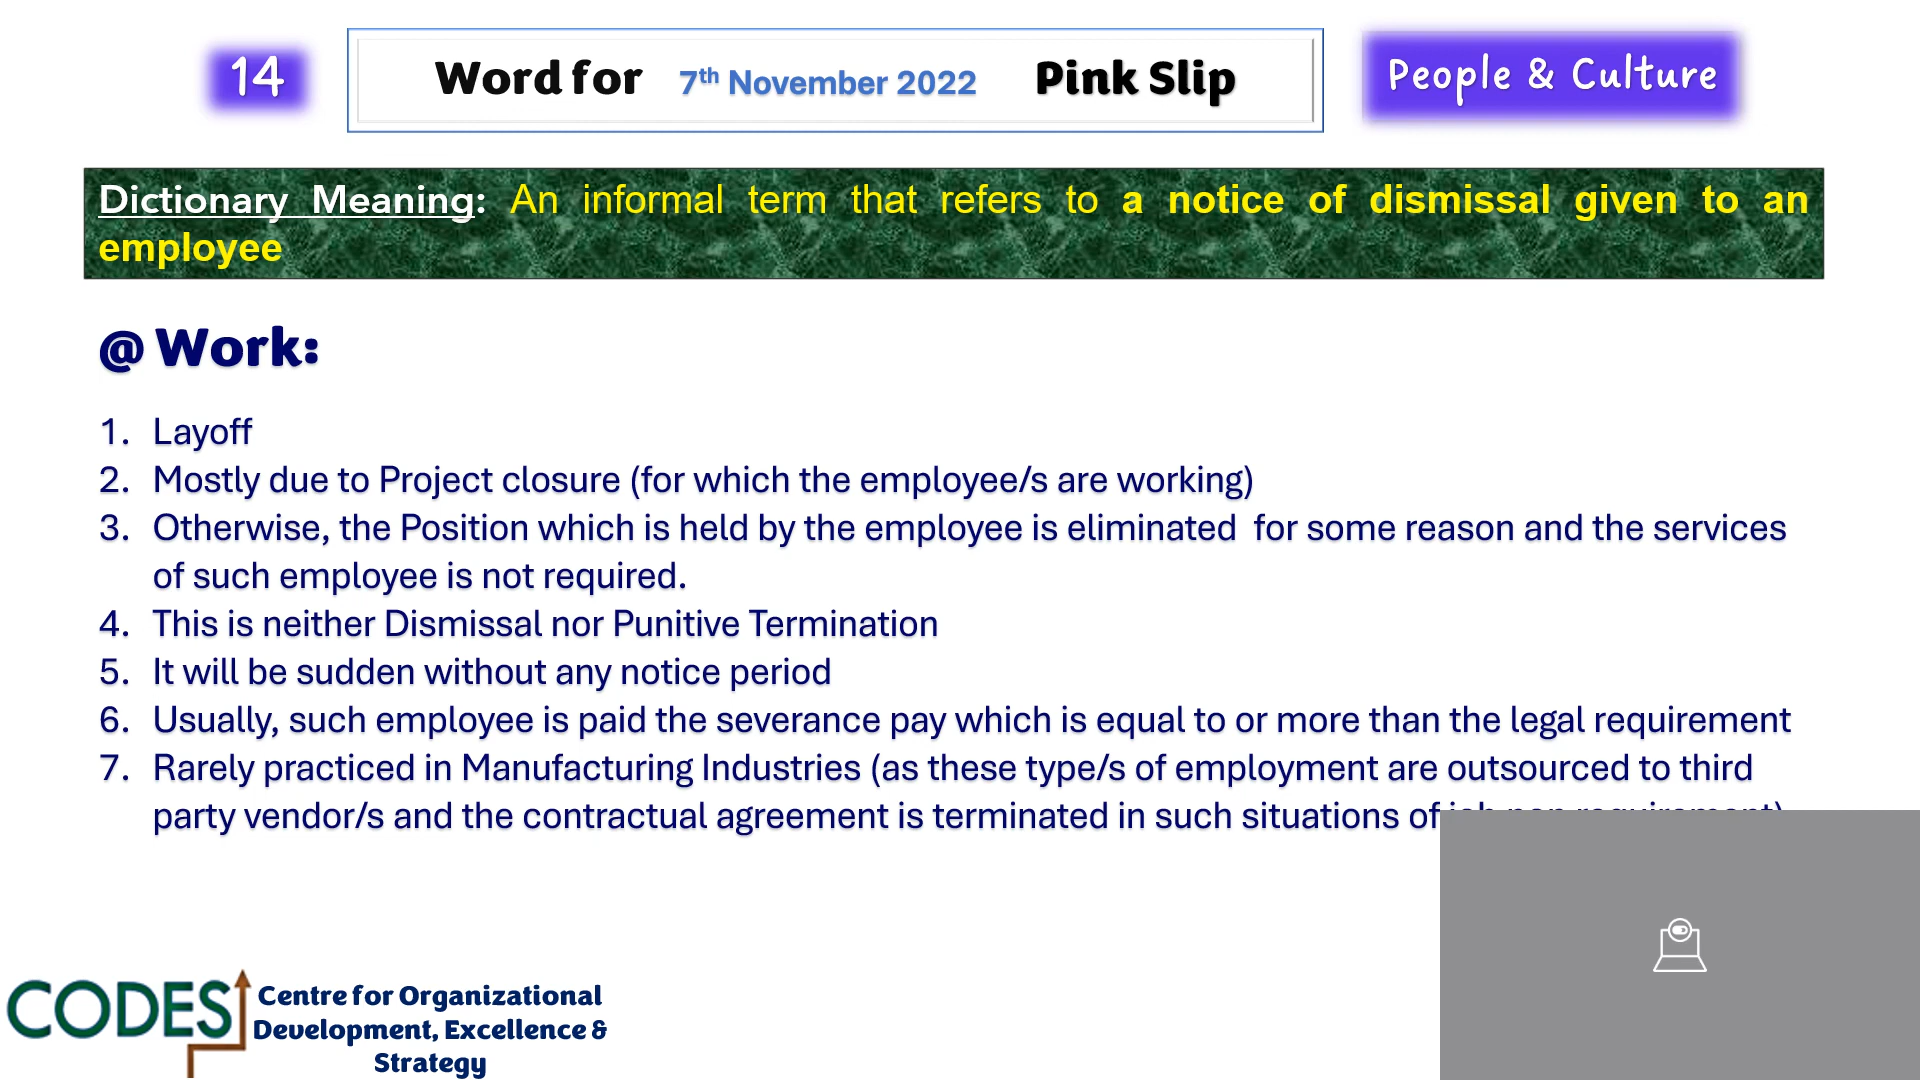 14
Word for 7th November 2022 Pink Slip
People & Culture
Dictionary Meaning: An informal term that refers to a notice of dismissal given to an
employee
@ Work:
1. Layoff
2. Mostly due to Project closure (for which the employee/s are working)
3. Otherwise, the Position which is held by the employee is eliminated for some reason and the services
of such employee is not required.
4. This is neither Dismissal nor Punitive Termination
5. It will be sudden without any notice period
6. Usually, such employee is paid the severance pay which is equal to or more than the legal requirement
7. Rarely practiced in Manufacturing Industries (as these type/s of employment are outsourced to third
party vendor/s and the contractual agreement is terminated in such situations of
CODES
Centre for Organizational
Development, Excellence &
Strategy